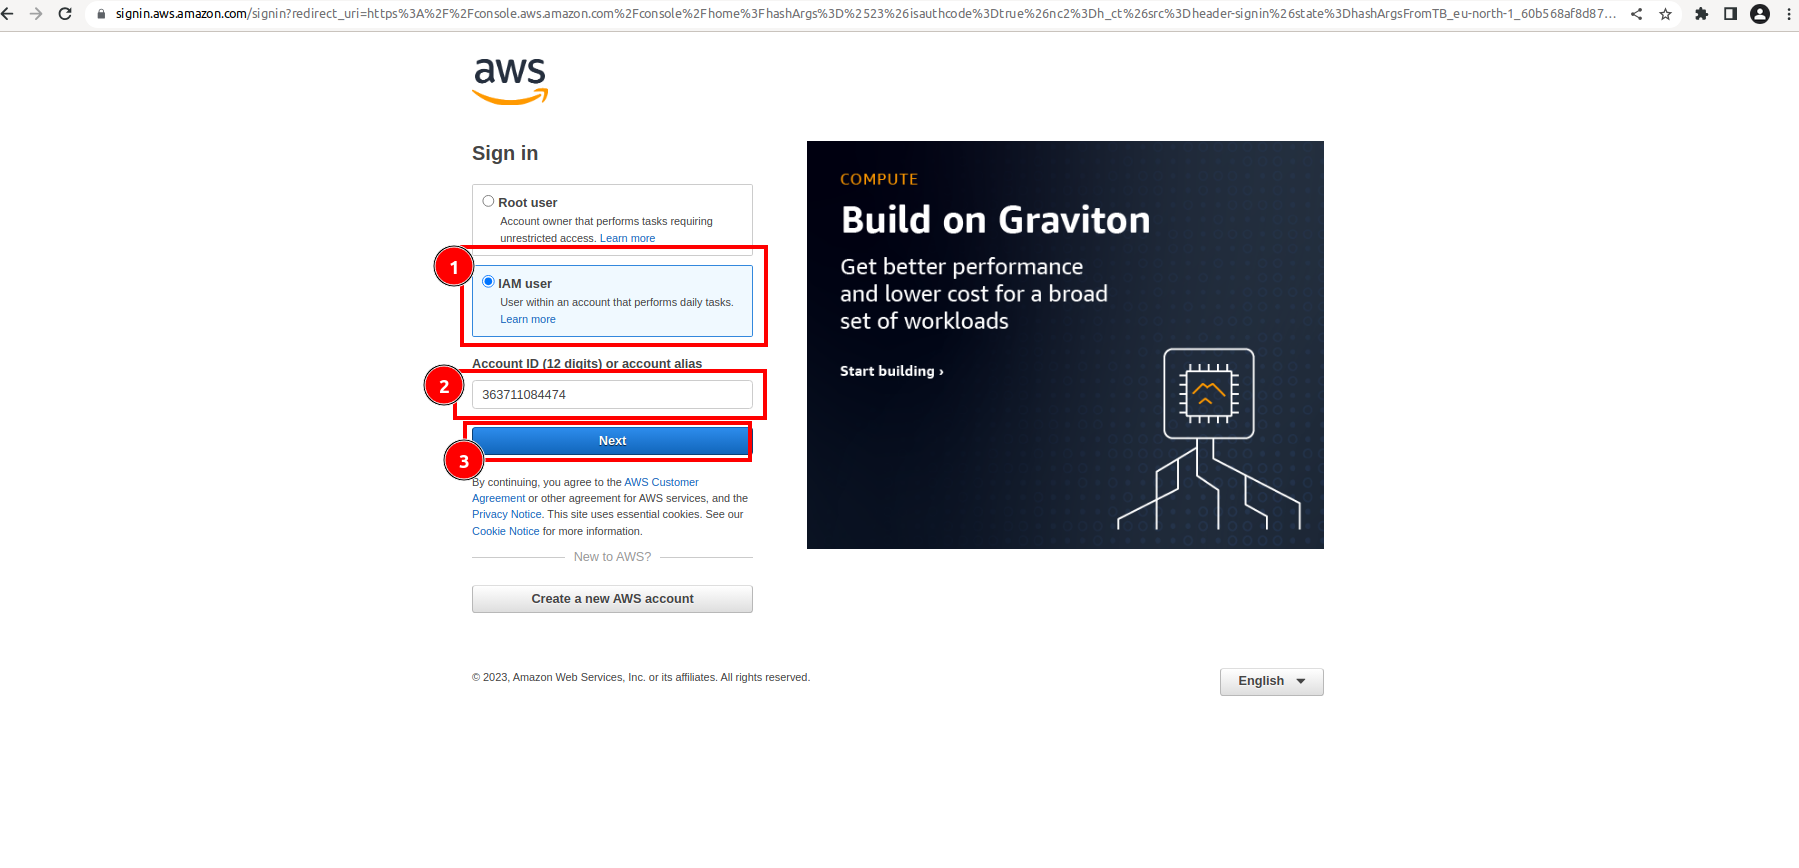 signin.aws.amazon.com/signin?redirect_uri=https%3A%2F%2Fconsole.aws.amazon.com%2Fconsole%2Fhome%3FhashArgs%3D%2523%26isauthcode%3Dtrue%26nc2%3Dh_ct%26src%3Dheader-signin%26state%3DhashArgsFromTB_eu-north-1_60b568af8d87...
aws
Sign in
Root user
Account owner that performs tasks requiring
unrestricted access. Learn more
1
IAM user
User within an account that performs daily tasks.
Learn more
Account ID (12 digits) or account alias
2
363711084474
Next
3
By continuing, you agree to the AWS Customer
Agreement or other agreement for AWS services, and the
Privacy Notice. This site uses essential cookies. See our
Cookie Notice for more information.
New to AWS?
Create a new AWS account
COMPUTE
Build on Graviton
Get better performance
and lower cost for a broad
set of workloads
Start building ›
© 2023, Amazon Web Services, Inc. or its affiliates. All rights reserved.
English